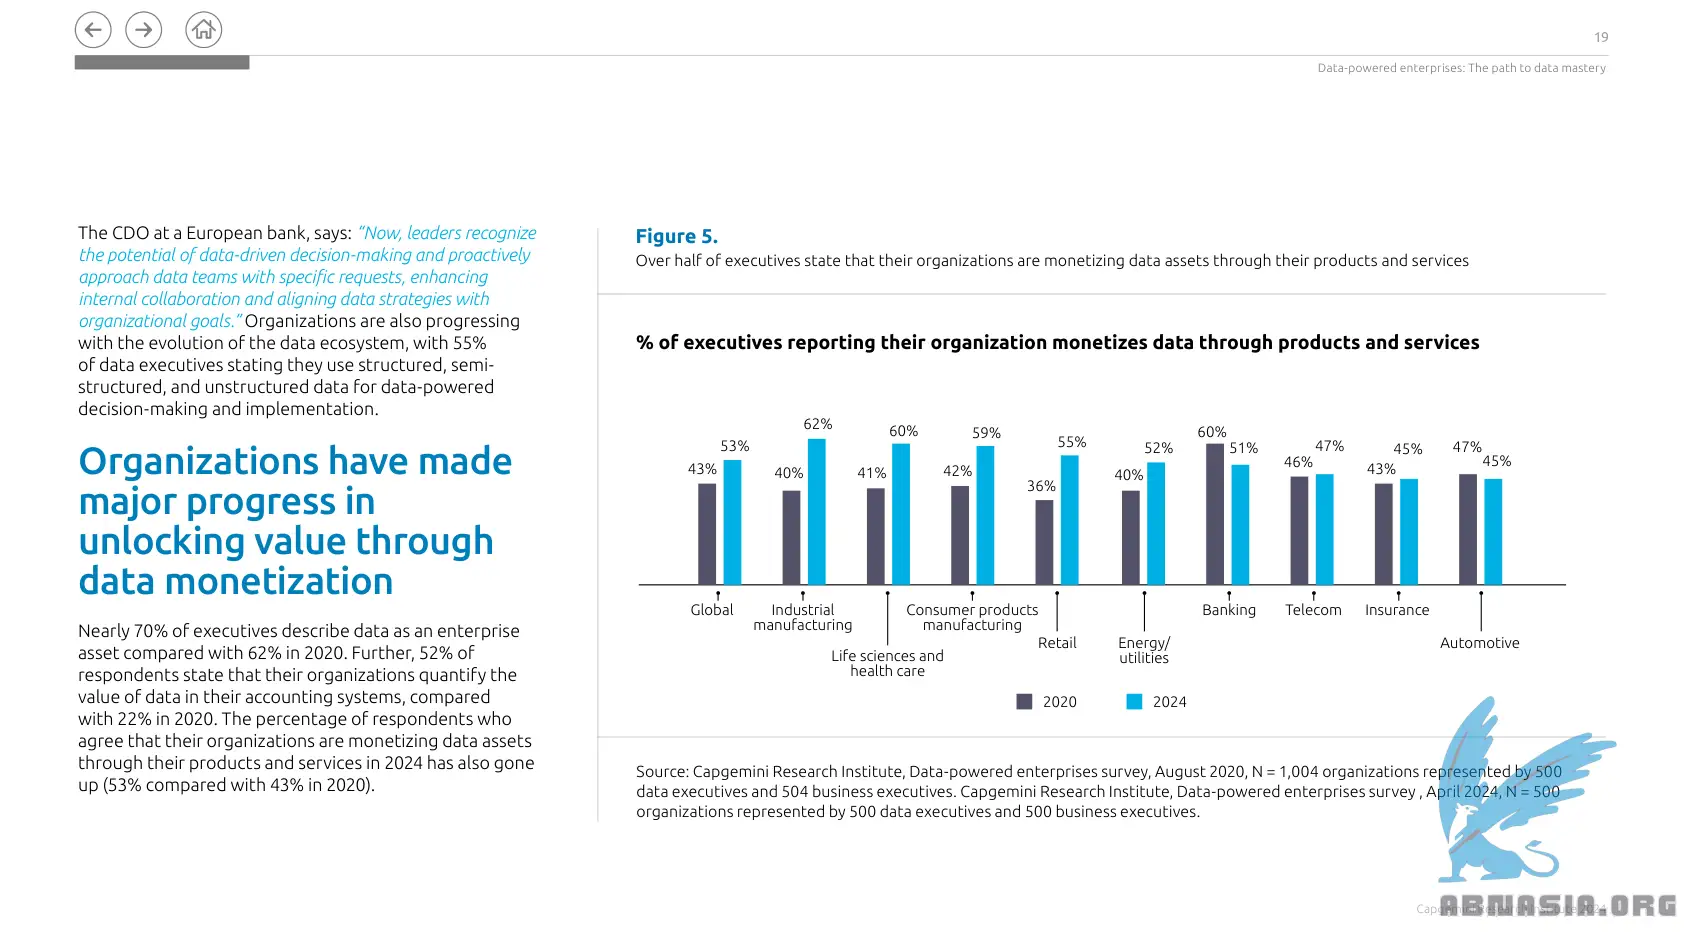 19
Data-powered enterprises: The path to data mastery
The CDO at a European bank, says: “Now, leaders recognize
the potential of data-driven decision-making and proactively
approach data teams with specific requests, enhancing
internal collaboration and aligning data strategies with
organizational goals.” Organizations are also progressing
with the evolution of the data ecosystem, with 55%
of data executives stating they use structured, semi-
structured, and unstructured data for data-powered
decision-making and implementation.
Organizations have made
major progress in
unlocking value through
data monetization
Nearly 70% of executives describe data as an enterprise
asset compared with 62% in 2020. Further, 52% of
respondents state that their organizations quantify the
value of data in their accounting systems, compared
with 22% in 2020. The percentage of respondents who
agree that their organizations are monetizing data assets
through their products and services in 2024 has also gone
up (53% compared with 43% in 2020).
Figure 5.
Over half of executives state that their organizations are monetizing data assets through their products and services
% of executives reporting their organization monetizes data through products and services
43% 53% 40% 62% 41% 60% 42% 59% 36% 55% 40% 52% 60% 51% 46% 47% 43% 45% 47% 45%
Global
Industrial
manufacturing
Life sciences and
health care
Consumer products
manufacturing
Retail
Energy/
utilities
Banking
Telecom
Insurance
Automotive
2020 2024
Source: Capgemini Research Institute, Data-powered enterprises survey, August 2020, N = 1,004 organizations represented by 500
data executives and 504 business executives. Capgemini Research Institute, Data-powered enterprises survey , April 2024, N = 500
organizations represented by 500 data executives and 500 business executives.
Capgemini Research Institute 2024
ABNASIA.ORG